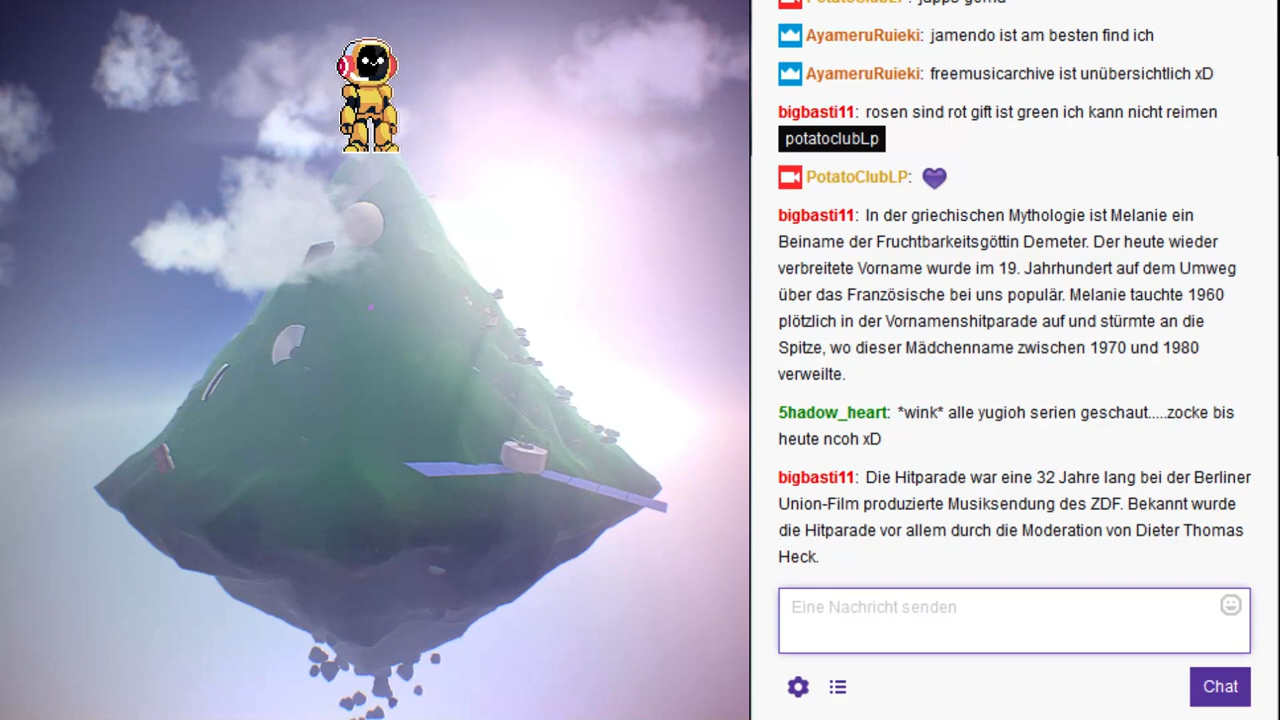 PotatoClubLP: japps gema
AyameruRuieki: jamendo ist am besten find ich
AyameruRuieki: freemusicarchive ist unübersichtlich xD
bigbasti11: rosen sind rot gift ist green ich kann nicht reimen
potatoclubLp
PotatoClubLP:
bigbasti11: In der griechischen Mythologie ist Melanie ein
Beiname der Fruchtbarkeitsgöttin Demeter. Der heute wieder
verbreitete Vorname wurde im 19. Jahrhundert auf dem Umweg
über das Französische bei uns populär. Melanie tauchte 1960
plötzlich in der Vornamenshitparade auf und stürmte an die
Spitze, wo dieser Mädchenname zwischen 1970 und 1980
verweilte.
5hadow_heart: *wink* alle yugioh serien geschaut.....zocke bis
heute ncoh xD
bigbasti11: Die Hitparade war eine 32 Jahre lang bei der Berliner
Union-Film produzierte Musiksendung des ZDF. Bekannt wurde
die Hitparade vor allem durch die Moderation von Dieter Thomas
Heck.
Eine Nachricht senden
Chat